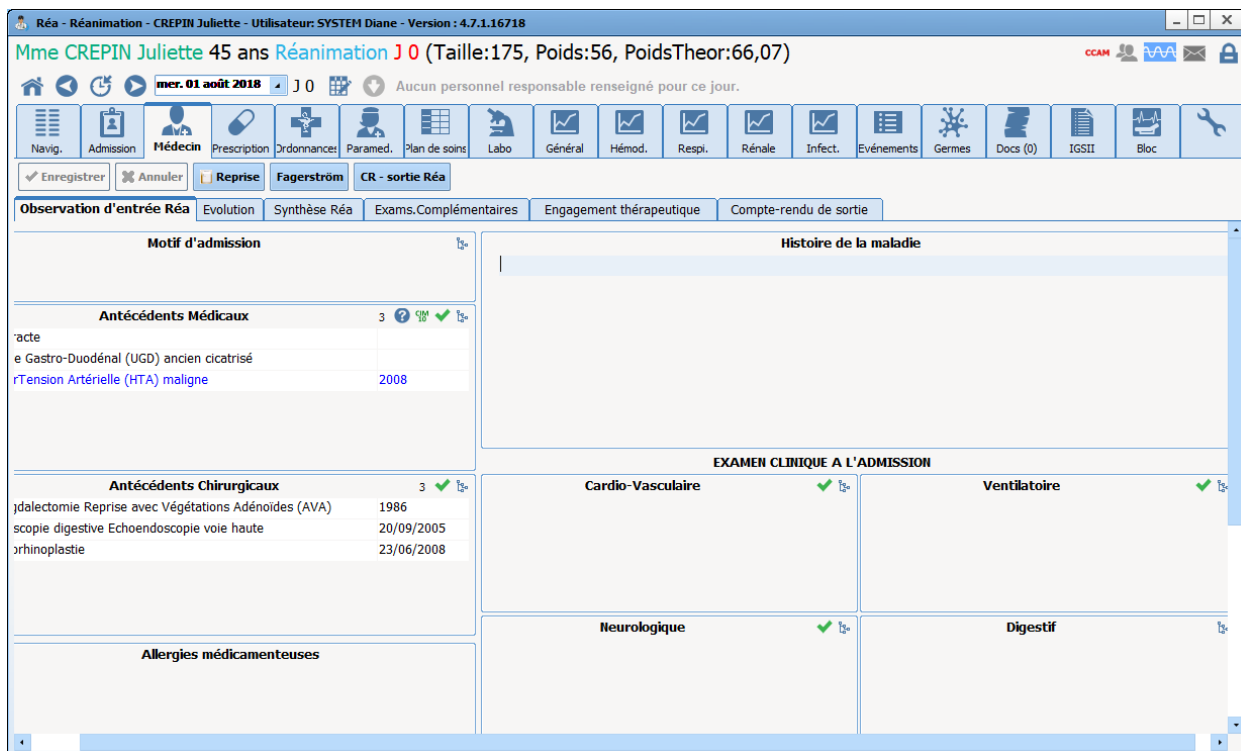 Réa - Réanimation - CREPIN Juliette - Utilisateur: SYSTEM Diane - Version : 4.7.1.16718
Mme CREPIN Juliette 45 ans Réanimation J 0 (Taille:175, Poids:56, PoidsTheor:66,07)
CCAM
mer. 01 août 2018 J 0 Aucun personnel responsable renseigné pour ce jour.
Navig. Admission Médecin Prescription Ordonnances Paramed. Plan de soins Labo Général Hémod. Respi. Rénale Infect. Evénements Germes Docs (0) IGSII Bloc
Enregistrer Annuler Reprise Fagerström CR - sortie Réa
Observation d'entrée Réa Evolution Synthèse Réa Exams.Complémentaires Engagement thérapeutique Compte-rendu de sortie
Motif d'admission
Histoire de la maladie
Antécédents Médicaux 3 ? CIM 10
racte
e Gastro-Duodénal (UGD) ancien cicatrisé
rTension Artérielle (HTA) maligne 2008
EXAMEN CLINIQUE A L'ADMISSION
Antécédents Chirurgicaux 3
gdalectomie Reprise avec Végétations Adénoïdes (AVA) 1986
scopie digestive Echoendoscopie voie haute 20/09/2005
orhinoplastie 23/06/2008
Cardio-Vasculaire
Ventilatoire
Neurologique
Digestif
Allergies médicamenteuses